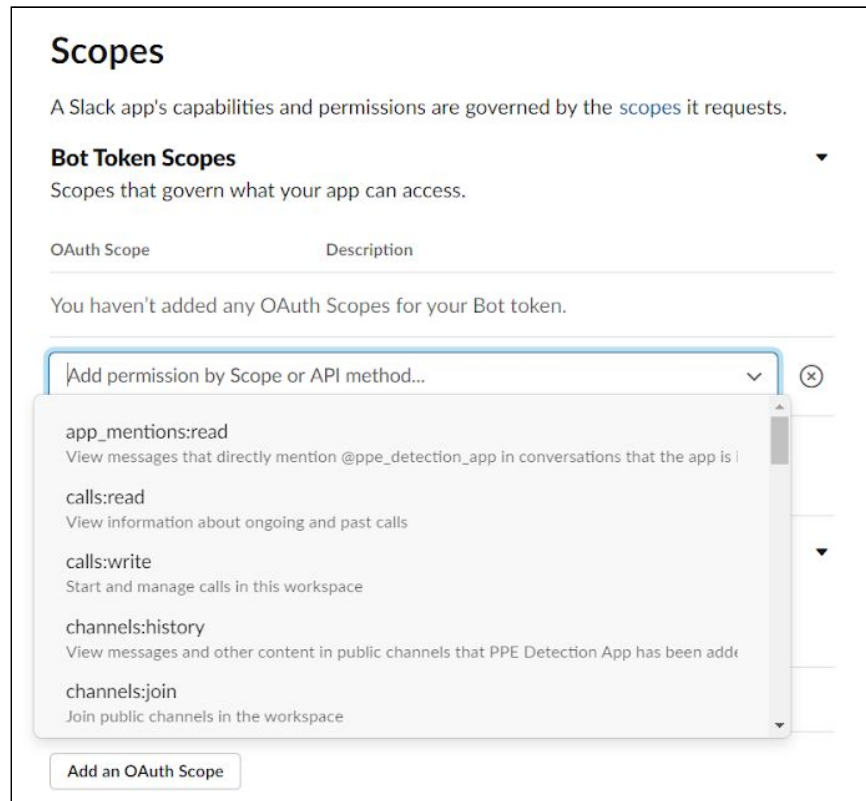 Scopes
A Slack app's capabilities and permissions are governed by the scopes it requests.
Bot Token Scopes
Scopes that govern what your app can access.
OAuth Scope Description
You haven't added any OAuth Scopes for your Bot token.
Add permission by Scope or API method...
app_mentions:read
View messages that directly mention @ppe_detection_app in conversations that the app is
calls:read
View information about ongoing and past calls
calls:write
Start and manage calls in this workspace
channels:history
View messages and other content in public channels that PPE Detection App has been
channels:join
Join public channels in the workspace
Add an OAuth Scope